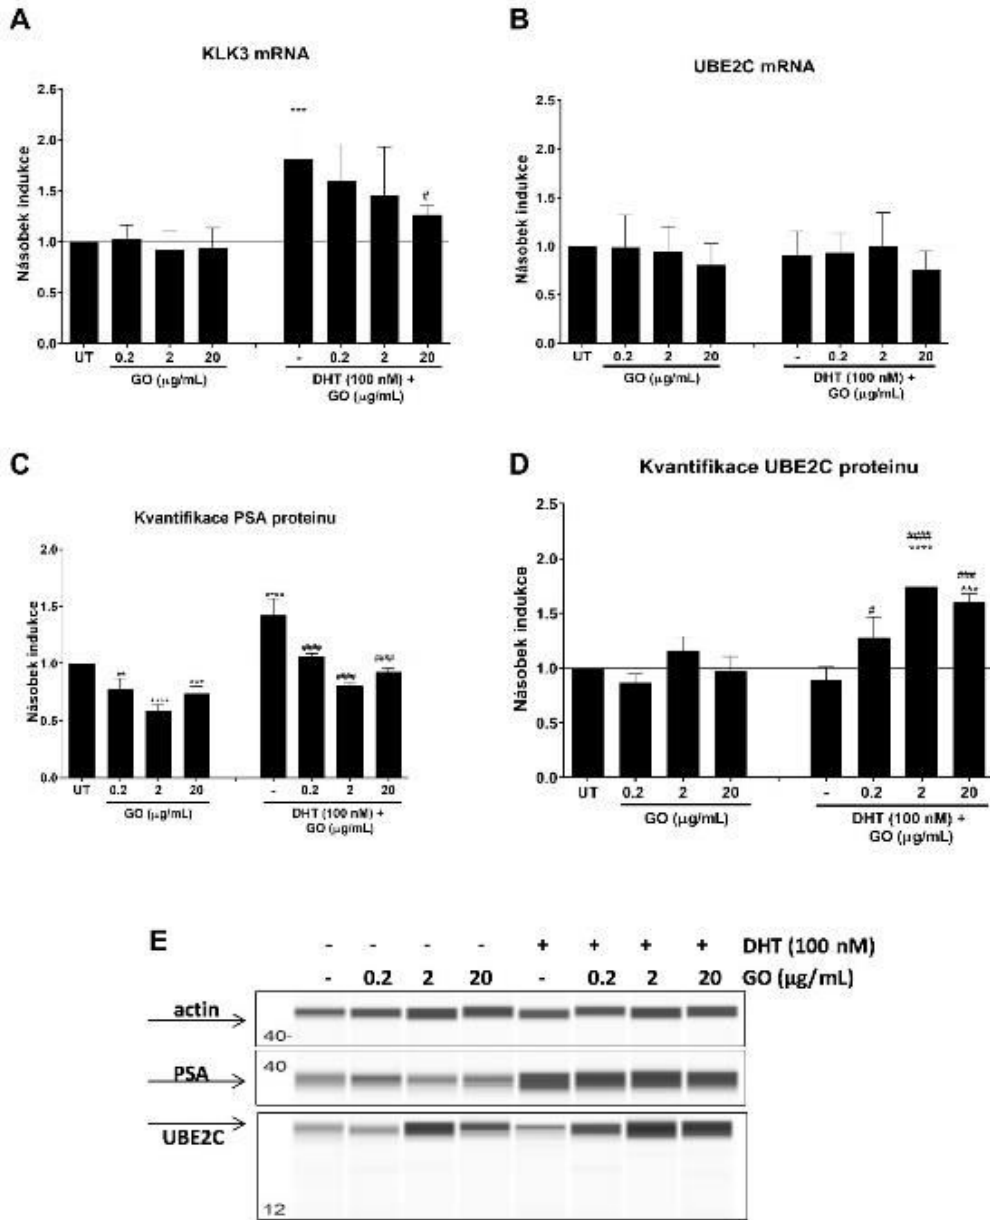 A
KLK3 mRNA
Násobek indukce
2.5
2.0
1.5
1.0
0.5
0.0
***
#
UT 0.2 2 20 - 0.2 2 20
GO (µg/mL)
DHT (100 nM) +
GO (µg/mL)
B
UBE2C mRNA
Násobek indukce
2.5
2.0
1.5
1.0
0.5
0.0
UT 0.2 2 20 - 0.2 2 20
GO (µg/mL)
DHT (100 nM) +
GO (µg/mL)
C
Kvantifikace PSA proteinu
Násobek indukce
2.0
1.5
1.0
0.5
0.0
**
****
***
****
####
####
####
UT 0.2 2 20 - 0.2 2 20
GO (µg/mL)
DHT (100 nM) +
GO (µg/mL)
D
Kvantifikace UBE2C proteinu
Násobek indukce
2.5
2.0
1.5
1.0
0.5
0.0
#
####
****
###
***
UT 0.2 2 20 - 0.2 2 20
GO (µg/mL)
DHT (100 nM) +
GO (µg/mL)
E
- - - - + + + + DHT (100 nM)
- 0.2 2 20 - 0.2 2 20 GO (µg/mL)
actin
40-
PSA
40
UBE2C
12